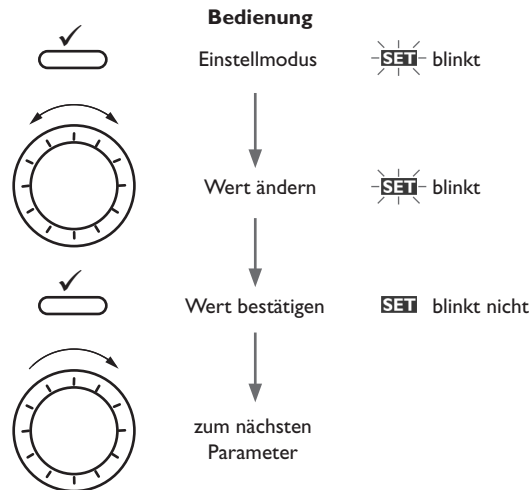 Bedienung
Einstellmodus SET blinkt
Wert ändern SET blinkt
Wert bestätigen SET blinkt nicht
zum nächsten
Parameter